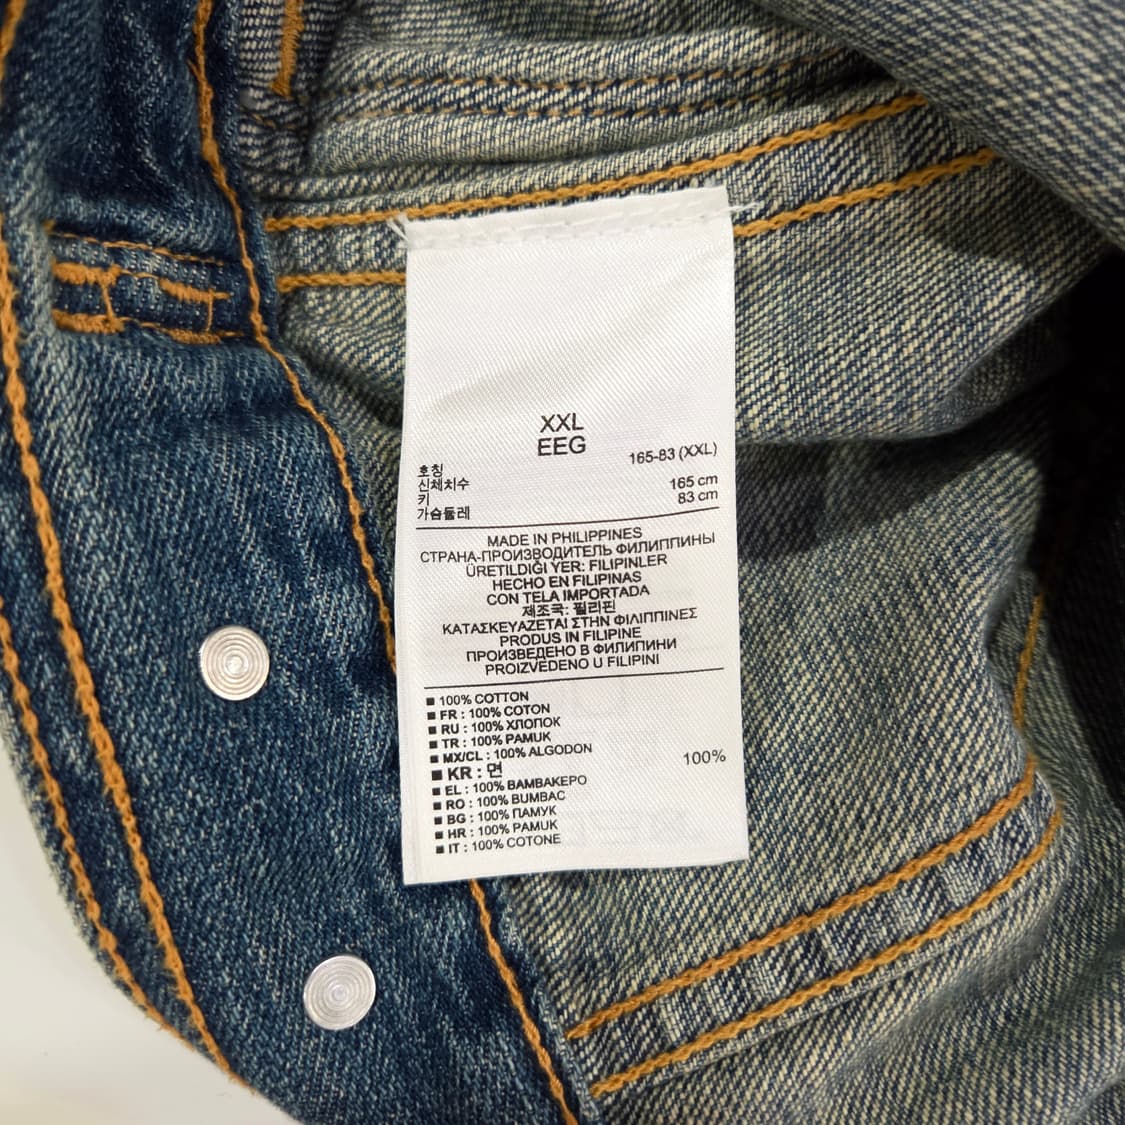 XXL
EEG
호칭 165-83 (XXL)
신체치수
키 165 cm
가슴둘레 83 cm
MADE IN PHILIPPINES
СТРАНА-ПРОИЗВОДИТЕЛЬ ФИЛИППИНЫ
ÜRETILDIĞI YER: FILIPINLER
HECHO EN FILIPINAS
CON TELA IMPORTADA
제조국: 필리핀
ΚΑΤΑΣΚΕΥΑΖΕΤΑΙ ΣΤΗΝ ΦΙΛΙΠΠΙΝΕΣ
PRODUS IN FILIPINE
ПРОИЗВЕДЕНО В ФИЛИПИНИ
PROIZVEDENO U FILIPINI
■ 100% COTTON
■ FR : 100% COTON
■ RU : 100% ХЛОПОК
■ TR : 100% PAMUK
■ MX/CL : 100% ALGODON
■ KR : 면 100%
■ EL : 100% ΒΑΜΒΑΚΕΡΟ
■ RO : 100% BUMBAC
■ BG : 100% ПАМУК
■ HR : 100% PAMUK
■ IT : 100% COTONE